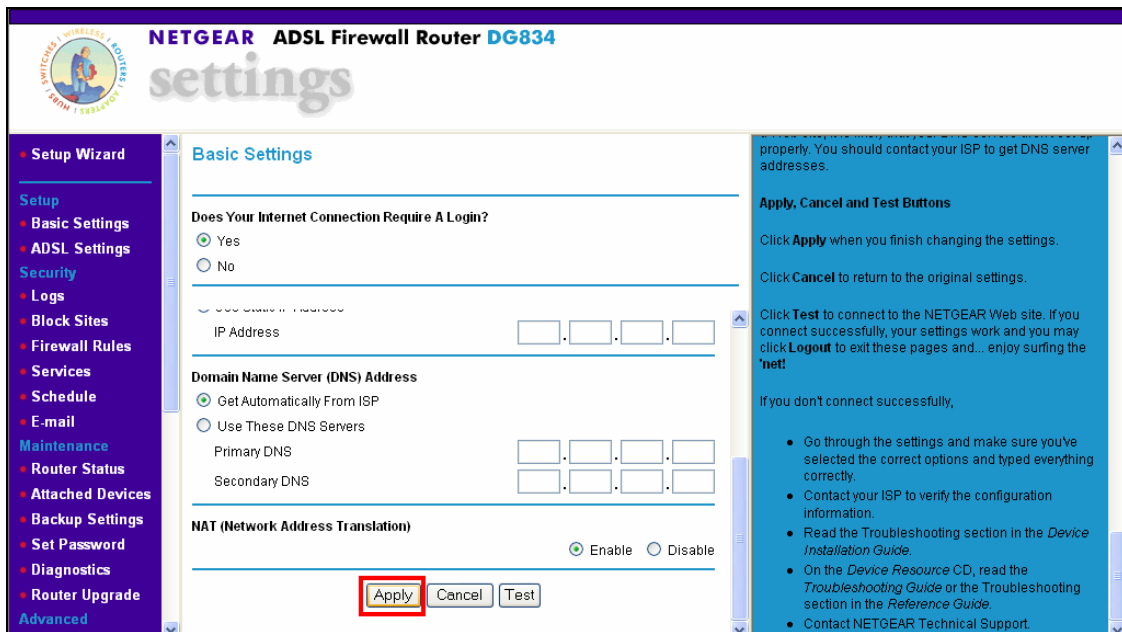 SWITCHES | WIRELESS | ROUTERS | ADAPTERS | HUBS |
NETGEAR ADSL Firewall Router DG834
settings
Setup Wizard
Setup
Basic Settings
ADSL Settings
Security
Logs
Block Sites
Firewall Rules
Services
Schedule
E-mail
Maintenance
Router Status
Attached Devices
Backup Settings
Set Password
Diagnostics
Router Upgrade
Advanced
Basic Settings
Does Your Internet Connection Require A Login?
Yes
No
Use Static IP Address
IP Address
. . .
Domain Name Server (DNS) Address
Get Automatically From ISP
Use These DNS Servers
Primary DNS
. . .
Secondary DNS
. . .
NAT (Network Address Translation)
Enable Disable
Apply Cancel Test
properly. You should contact your ISP to get DNS server
addresses.
Apply, Cancel and Test Buttons
Click Apply when you finish changing the settings.
Click Cancel to return to the original settings.
Click Test to connect to the NETGEAR Web site. If you
connect successfully, your settings work and you may
click Logout to exit these pages and... enjoy surfing the
'net!
If you don't connect successfully,
Go through the settings and make sure you've
selected the correct options and typed everything
correctly.
Contact your ISP to verify the configuration
information.
Read the Troubleshooting section in the Device
Installation Guide.
On the Device Resource CD, read the
Troubleshooting Guide or the Troubleshooting
section in the Reference Guide.
Contact NETGEAR Technical Support.